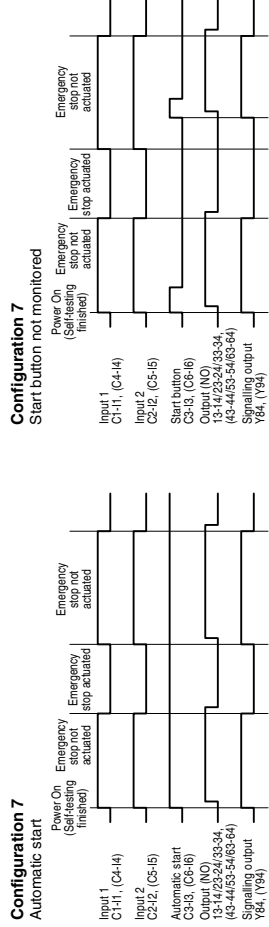 Configuration 7
Automatic start
Power On
(Self-testing
finished)
Emergency
stop not
actuated
Emergency
stop actuated
Emergency
stop not
actuated
Input 1
C1-I1, (C4-I4)
Input 2
C2-I2, (C5-I5)
Automatic start
C3-I3, (C6-I6)
Output (NO)
13-14/23-24/33-34,
(43-44/53-54/63-64)
Signalling output
Y84, (Y94)
Configuration 7
Start button not monitored
Power On
(Self-testing
finished)
Emergency
stop not
actuated
Emergency
stop actuated
Emergency
stop not
actuated
Input 1
C1-I1, (C4-I4)
Input 2
C2-I2, (C5-I5)
Start button
C3-I3, (C6-I6)
Output (NO)
13-14/23-24/33-34,
(43-44/53-54/63-64)
Signalling output
Y84, (Y94)